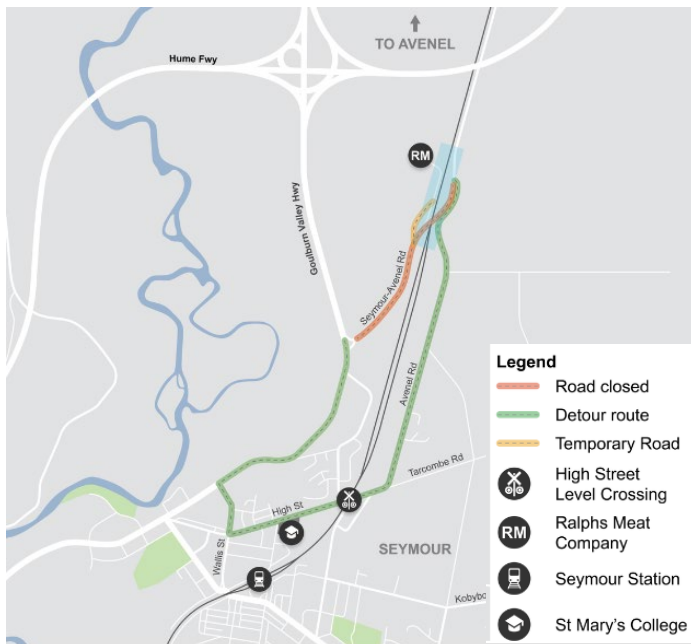 TO AVENEL
Hume Fwy
RM
Goulburn Valley Hwy
Seymour-Avenel Rd
Avenel Rd
Tarcombe Rd
High St
Wallis St
SEYMOUR
Kobybo
Legend
Road closed
Detour route
Temporary Road
High Street
Level Crossing
RM
Ralphs Meat
Company
Seymour Station
St Mary's College